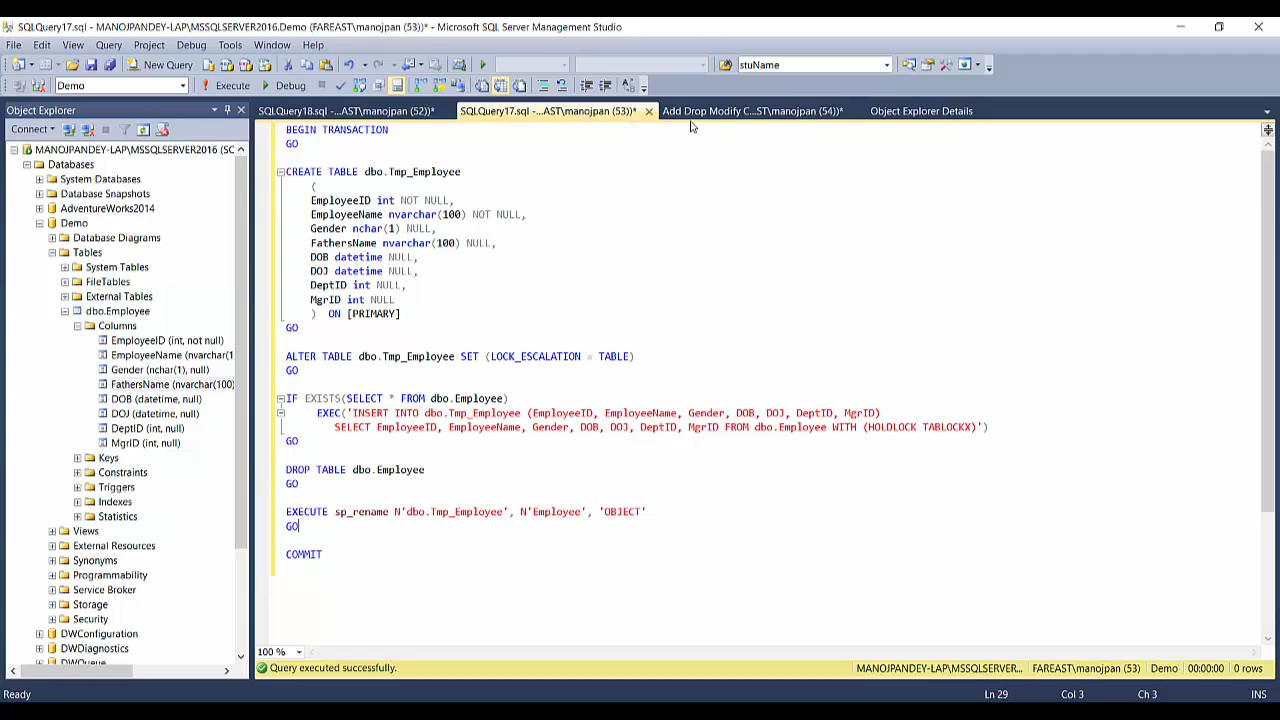 SQLQuery17.sql - MANOJPANDEY-LAP\MSSQLSERVER2016.Demo (FAREAST\manojpan (53))* - Microsoft SQL Server Management Studio
File Edit View Query Project Debug Tools Window Help
New Query
stuName
Demo
Execute
Debug
Object Explorer
SQLQuery18.sql -...AST\manojpan (52))*
SQLQuery17.sql -...AST\manojpan (53))*
Add Drop Modify C...ST\manojpan (54))*
Object Explorer Details
Connect
MANOJPANDEY-LAP\MSSQLSERVER2016 (SC
Databases
System Databases
Database Snapshots
AdventureWorks2014
Demo
Database Diagrams
Tables
System Tables
FileTables
External Tables
dbo.Employee
Columns
EmployeeID (int, not null)
EmployeeName (nvarchar(1
Gender (nchar(1), null)
FathersName (nvarchar(100)
DOB (datetime, null)
DOJ (datetime, null)
DeptID (int, null)
MgrID (int, null)
Keys
Constraints
Triggers
Indexes
Statistics
Views
External Resources
Synonyms
Programmability
Service Broker
Storage
Security
DWConfiguration
DWDiagnostics
DWQueue
BEGIN TRANSACTION
GO
CREATE TABLE dbo.Tmp_Employee
(
EmployeeID int NOT NULL,
EmployeeName nvarchar(100) NOT NULL,
Gender nchar(1) NULL,
FathersName nvarchar(100) NULL,
DOB datetime NULL,
DOJ datetime NULL,
DeptID int NULL,
MgrID int NULL
) ON [PRIMARY]
GO
ALTER TABLE dbo.Tmp_Employee SET (LOCK_ESCALATION = TABLE)
GO
IF EXISTS(SELECT * FROM dbo.Employee)
EXEC('INSERT INTO dbo.Tmp_Employee (EmployeeID, EmployeeName, Gender, DOB, DOJ, DeptID, MgrID)
SELECT EmployeeID, EmployeeName, Gender, DOB, DOJ, DeptID, MgrID FROM dbo.Employee WITH (HOLDLOCK TABLOCKX)')
GO
DROP TABLE dbo.Employee
GO
EXECUTE sp_rename N'dbo.Tmp_Employee', N'Employee', 'OBJECT'
GO
COMMIT
100 %
Query executed successfully.
MANOJPANDEY-LAP\MSSQLSERVER...
FAREAST\manojpan (53)
Demo
00:00:00
0 rows
Ready
Ln 29
Col 3
Ch 3
INS